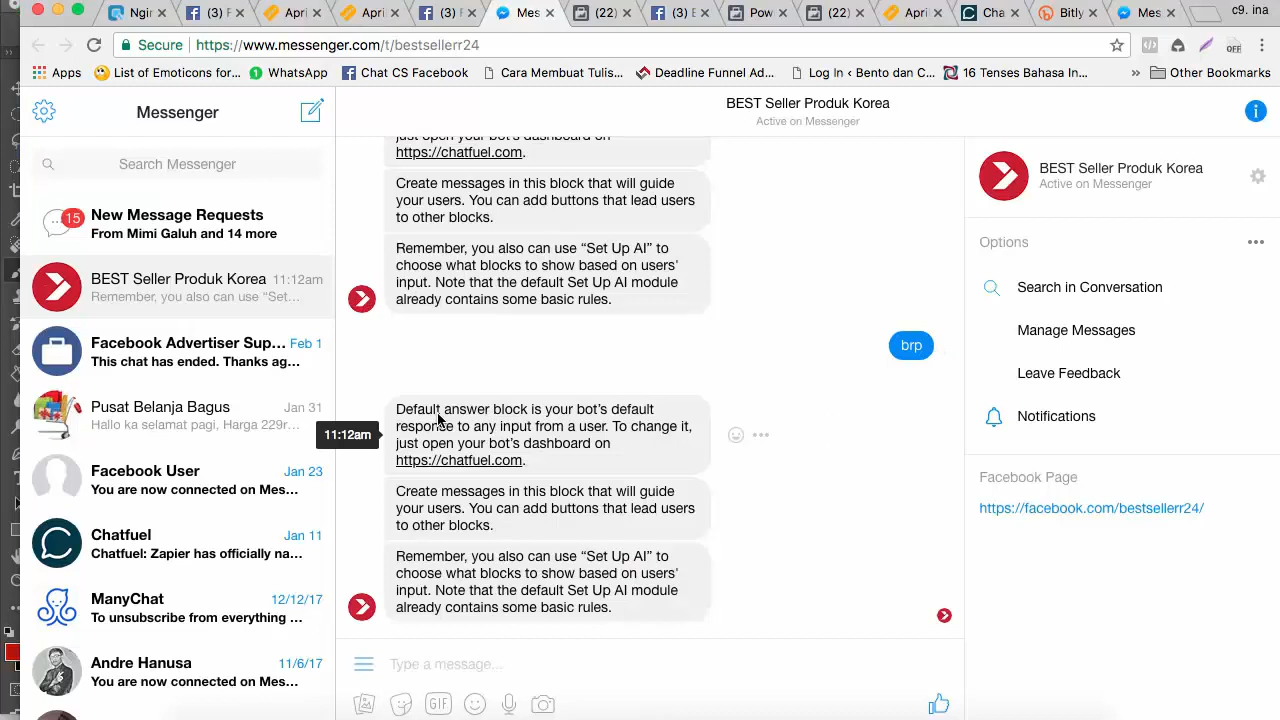 Ngin
(3) F
Apri
Apri
(3) F
Mes
(22)
(3) E
Pow
(22)
Apri
Cha
Bitly
Mes
c9. ina
Secure
https://www.messenger.com/t/bestsellerr24
OFF
Apps
List of Emoticons for...
WhatsApp
Chat CS Facebook
Cara Membuat Tulis...
Deadline Funnel Ad...
Log In ‹ Bento dan C...
16 Tenses Bahasa In...
»
Other Bookmarks
Messenger
Search Messenger
15
New Message Requests
From Mimi Galuh and 14 more
BEST Seller Produk Korea
11:12am
Remember, you also can use “Set...
Facebook Advertiser Sup...
Feb 1
This chat has ended. Thanks ag...
Pusat Belanja Bagus
Jan 31
Hallo ka selamat pagi, Harga 229r...
Facebook User
Jan 23
You are now connected on Mes...
Chatfuel
Jan 11
Chatfuel: Zapier has officially na...
ManyChat
12/12/17
To unsubscribe from everything ...
Andre Hanusa
11/6/17
You are now connected on Mes...
BEST Seller Produk Korea
Active on Messenger
just open your bot’s dashboard on
https://chatfuel.com.
Create messages in this block that will guide
your users. You can add buttons that lead users
to other blocks.
Remember, you also can use “Set Up AI” to
choose what blocks to show based on users’
input. Note that the default Set Up AI module
already contains some basic rules.
brp
Default answer block is your bot’s default
response to any input from a user. To change it,
just open your bot’s dashboard on
https://chatfuel.com.
11:12am
Create messages in this block that will guide
your users. You can add buttons that lead users
to other blocks.
Remember, you also can use “Set Up AI” to
choose what blocks to show based on users’
input. Note that the default Set Up AI module
already contains some basic rules.
Type a message...
GIF
BEST Seller Produk Korea
Active on Messenger
Options
Search in Conversation
Manage Messages
Leave Feedback
Notifications
Facebook Page
https://facebook.com/bestsellerr24/